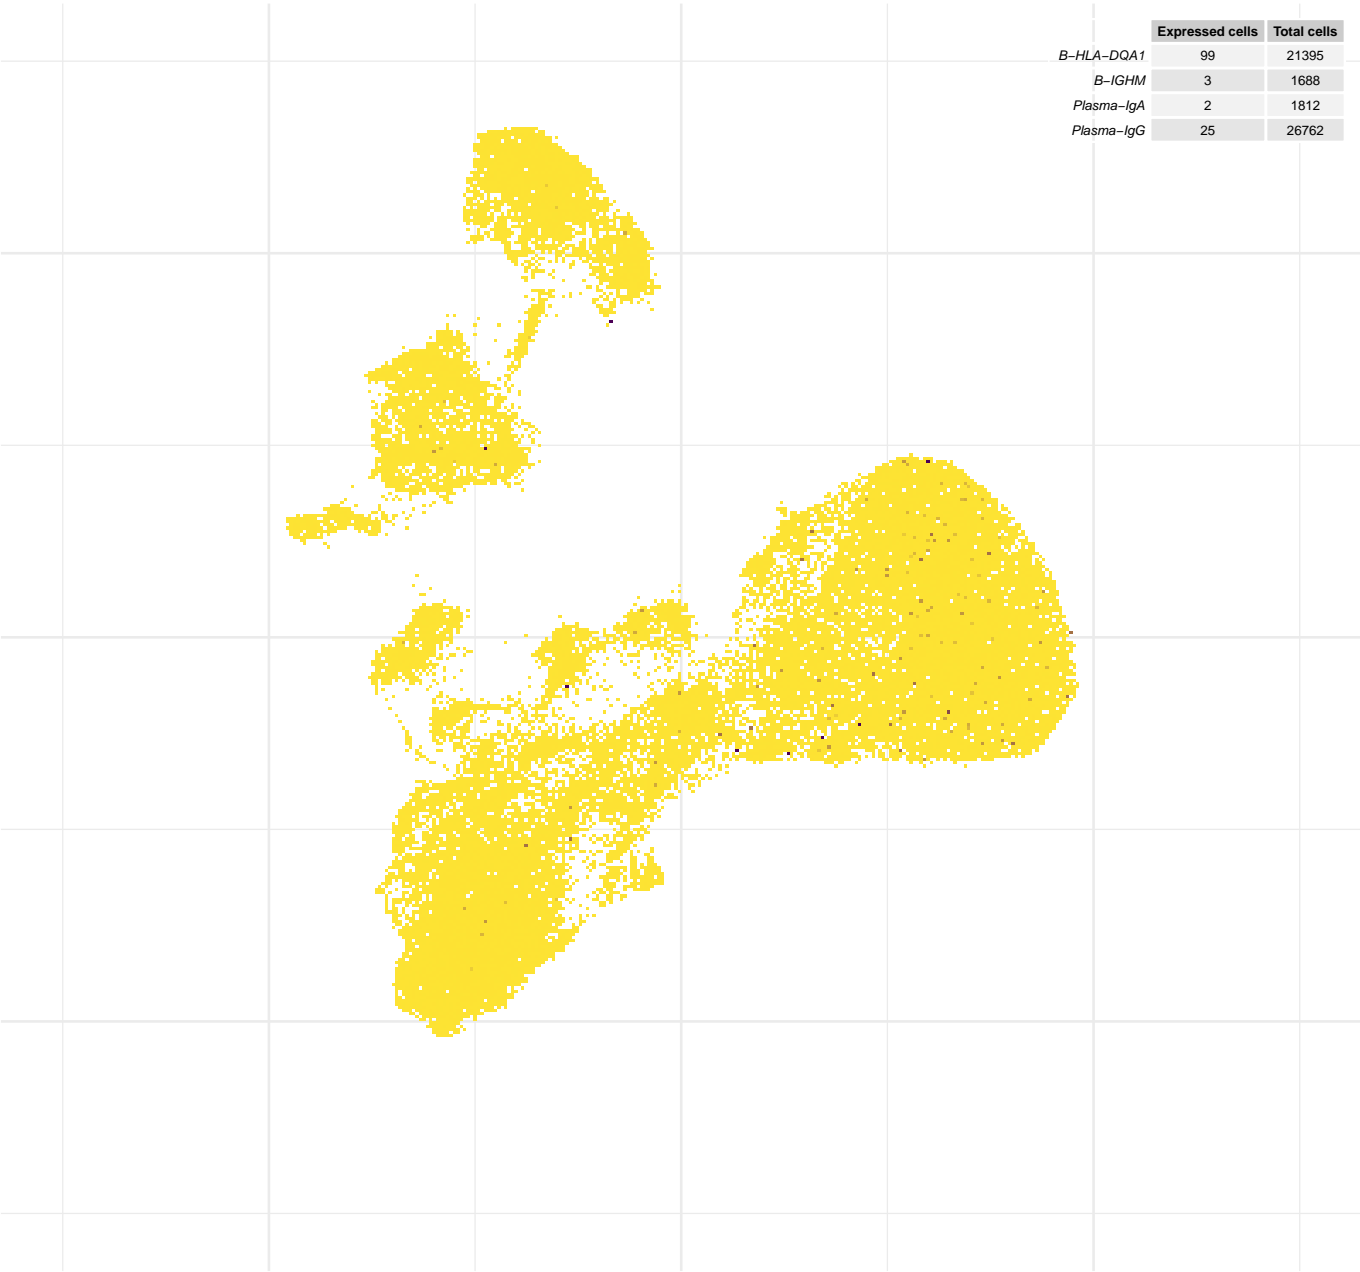 Expressed cells Total cells
B−HLA−DQA1 99 21395
B−IGHM 3 1688
Plasma−IgA 2 1812
Plasma−IgG 25 26762